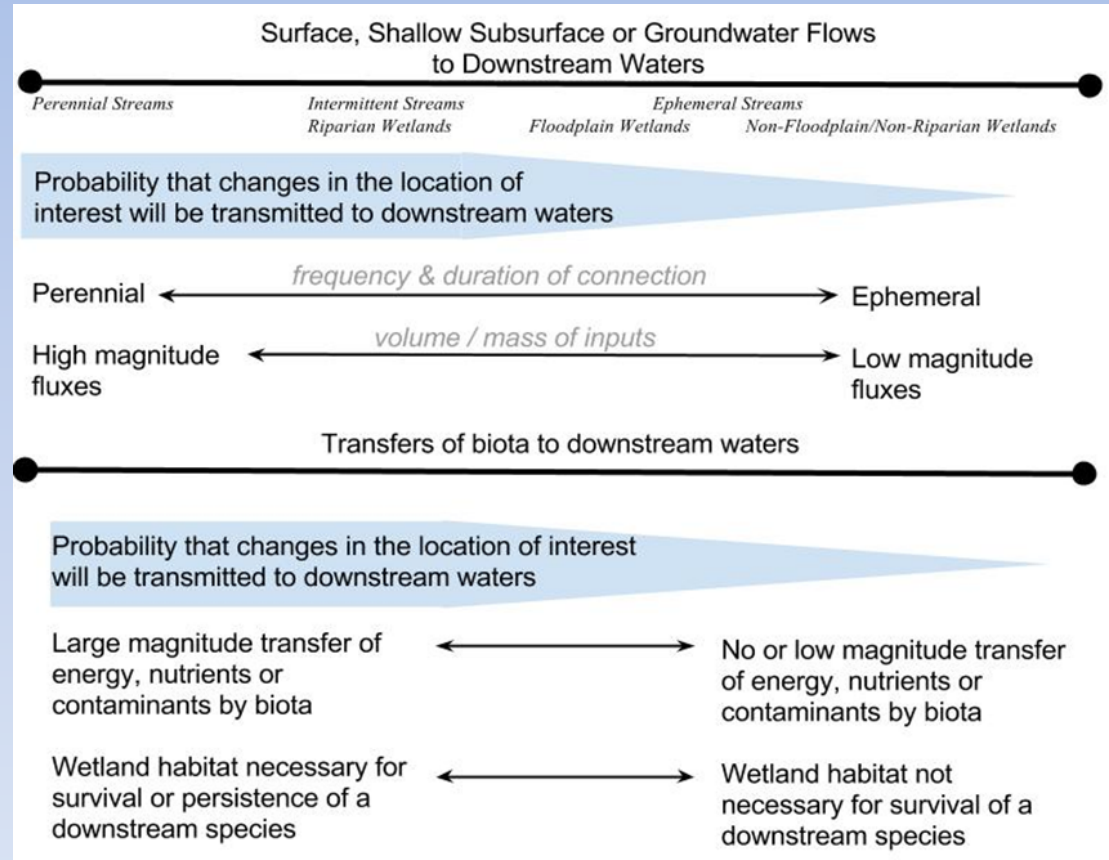 Surface, Shallow Subsurface or Groundwater Flows
to Downstream Waters
Perennial Streams
Intermittent Streams
Ephemeral Streams
Riparian Wetlands
Floodplain Wetlands
Non-Floodplain/Non-Riparian Wetlands
Probability that changes in the location of
interest will be transmitted to downstream waters
frequency & duration of connection
Perennial
Ephemeral
volume / mass of inputs
High magnitude
fluxes
Low magnitude
fluxes
Transfers of biota to downstream waters
Probability that changes in the location of interest
will be transmitted to downstream waters
Large magnitude transfer of
energy, nutrients or
contaminants by biota
No or low magnitude transfer
of energy, nutrients or
contaminants by biota
Wetland habitat necessary for
survival or persistence of a
downstream species
Wetland habitat not
necessary for survival of a
downstream species